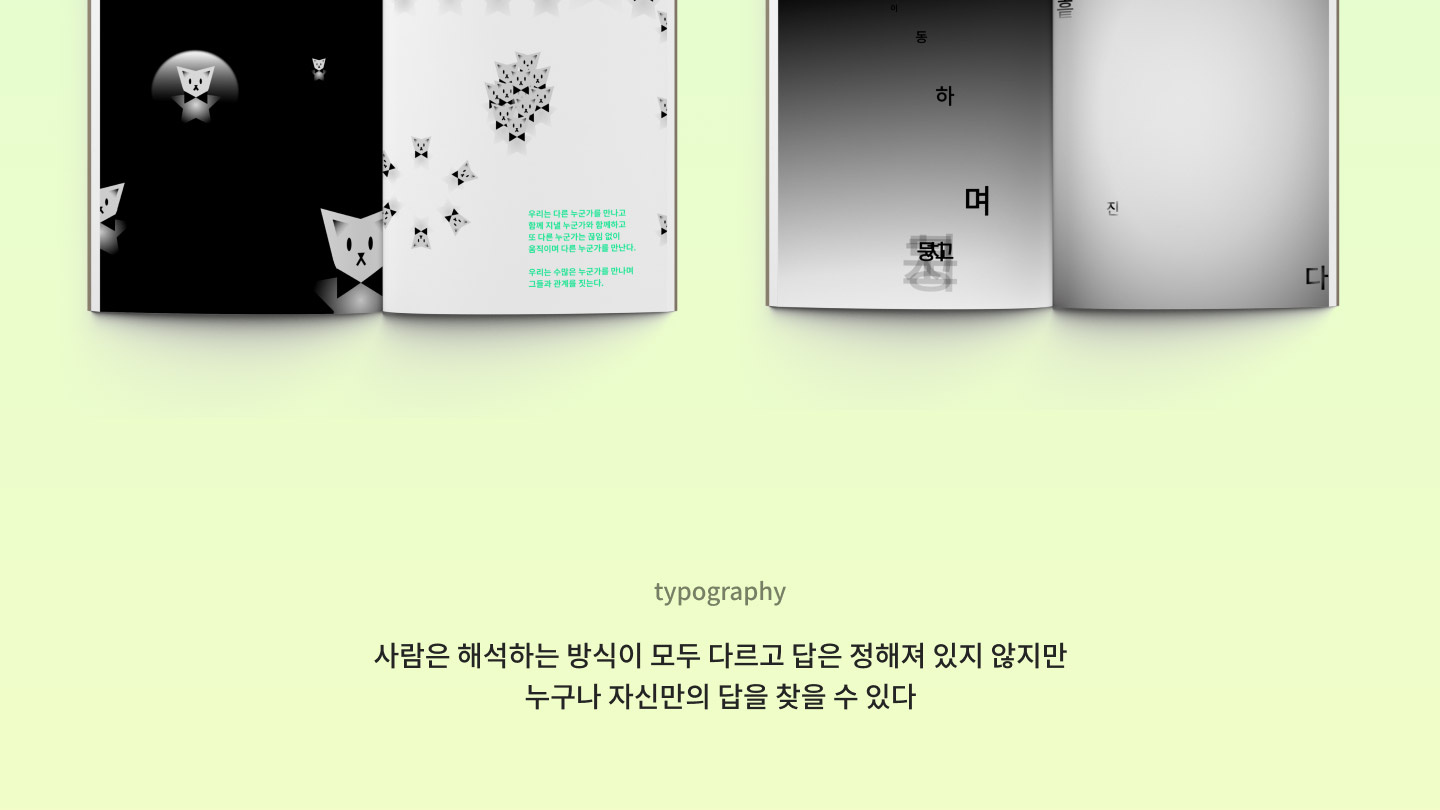 우리는 다른 누군가를 만나고
함께 지낼 누군가와 함께하고
또 다른 누군가는 끊임 없이
움직이며 다른 누군가를 만난다.
우리는 수많은 누군가를 만나며
그들과 관계를 짓는다.
동
하
며
고
흩
진
다
typography
사람은 해석하는 방식이 모두 다르고 답은 정해져 있지 않지만
누구나 자신만의 답을 찾을 수 있다